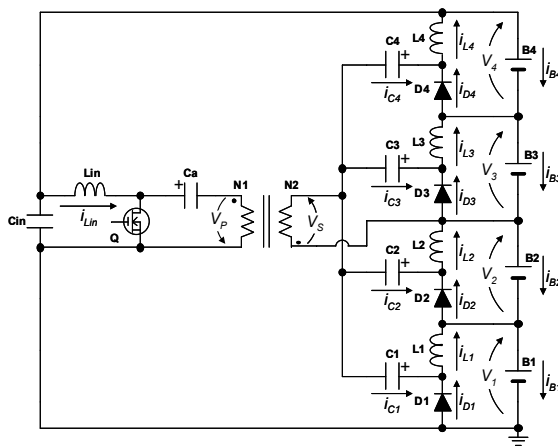 C4 + L4 iL4 V4 B4 iB4
iC4 D4 iD4
C3 + L3 iL3 V3 B3 iB3
iC3 D3 iD3
Lin Ca N1 N2
+
Cin iLin Q VP VS
C2 + L2 iL2 V2 B2 iB2
iC2 D2 iD2
C1 + L1 iL1 V1 B1 iB1
iC1 D1 iD1